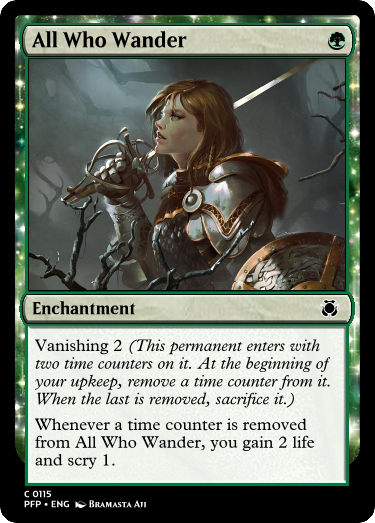 All Who Wander
Enchantment
Vanishing 2 (This permanent enters with
two time counters on it. At the beginning of
your upkeep, remove a time counter from it.
When the last is removed, sacrifice it.)
Whenever a time counter is removed
from All Who Wander, you gain 2 life
and scry 1.
C 0115
PFP • ENG Bramasta Aji